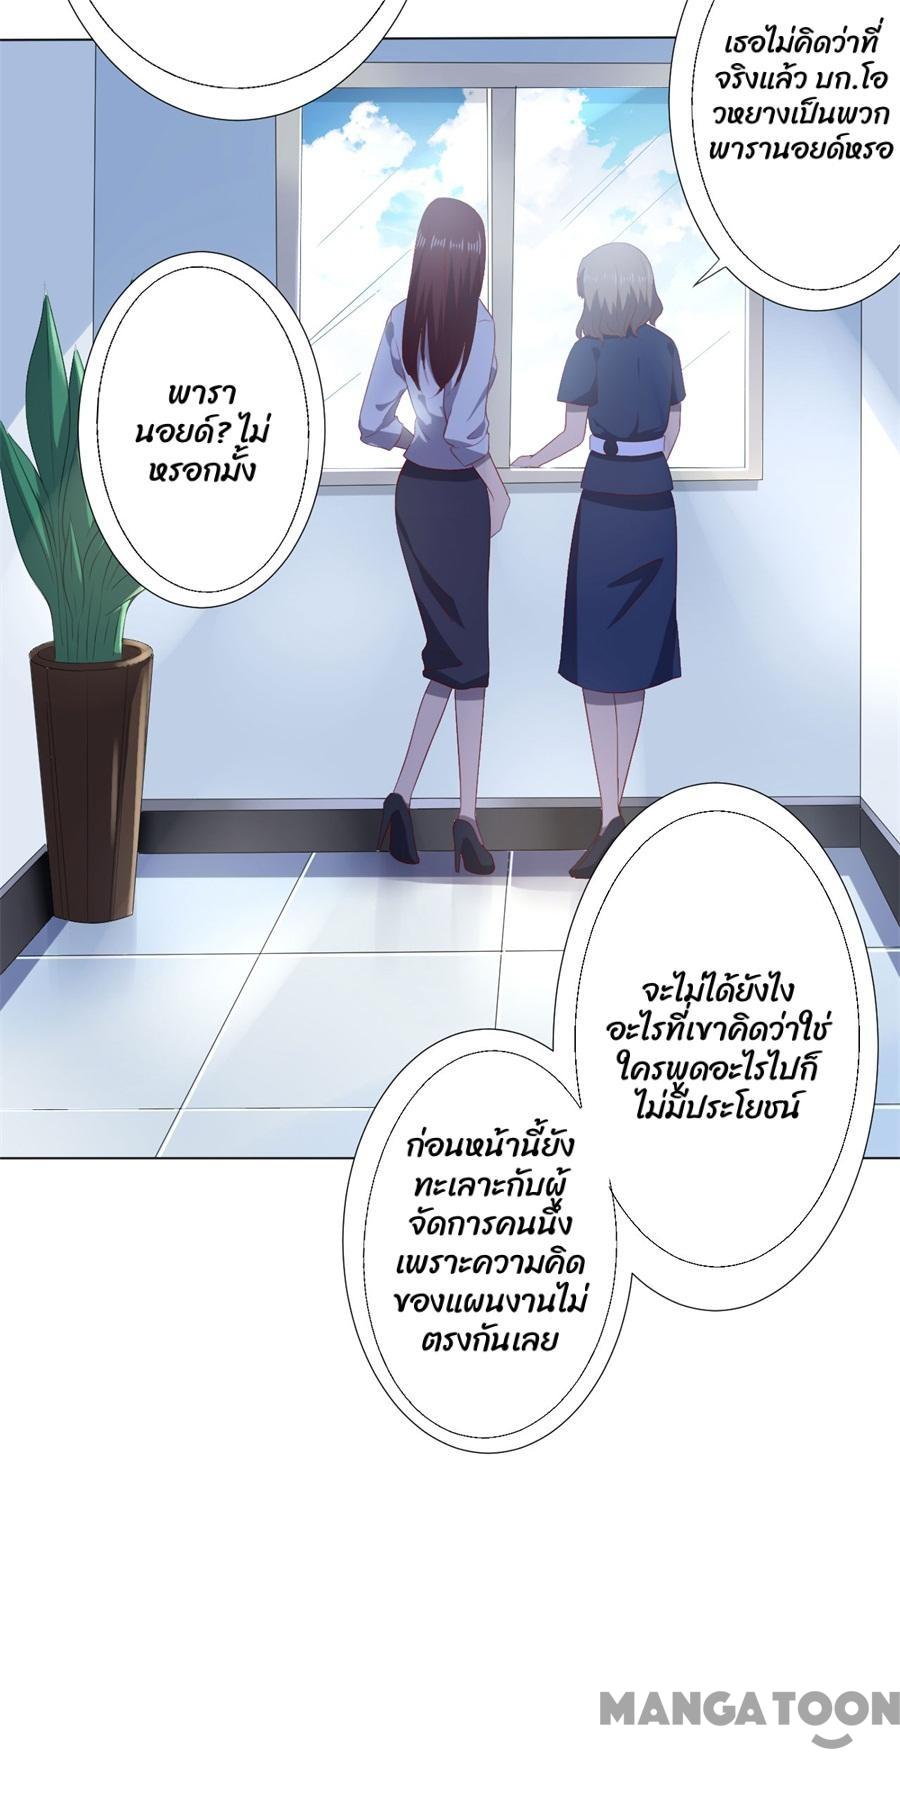 เธอไม่คิดว่าที่
จริงแล้ว บก.โอ
วหยางเป็นพวก
พารานอยด์หรอ
พารา
นอยด์? ไม่
หรอกมั้ง
จะไม่ได้ยังไง
อะไรที่เขาคิดว่าใช่
ใครพูดอะไรไปก็
ไม่มีประโยชน์
ก่อนหน้านี้ยัง
ทะเลาะกับผู้
จัดการคนนึง
เพราะความคิด
ของแผนงานไม่
ตรงกันเลย
MANGATOON